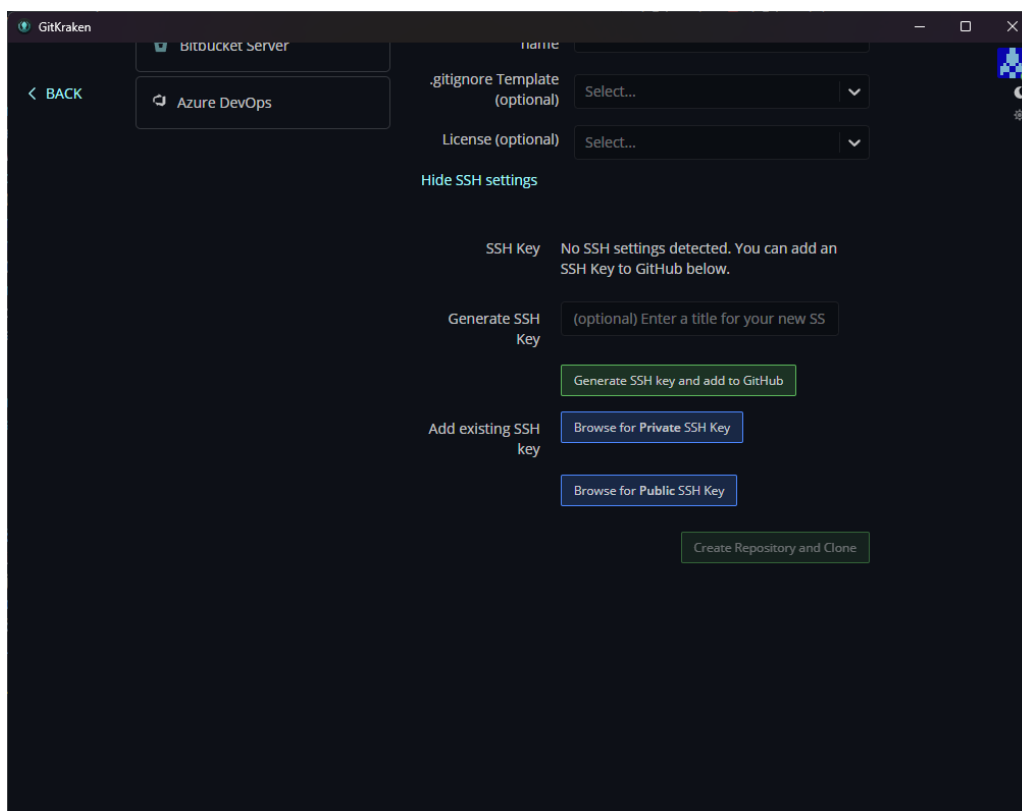 GitKraken
Bitbucket Server
BACK
Azure DevOps
name
.gitignore Template
(optional)
Select...
License (optional)
Select...
Hide SSH settings
SSH Key
No SSH settings detected. You can add an
SSH Key to GitHub below.
Generate SSH
Key
(optional) Enter a title for your new SS
Generate SSH key and add to GitHub
Add existing SSH
key
Browse for Private SSH Key
Browse for Public SSH Key
Create Repository and Clone